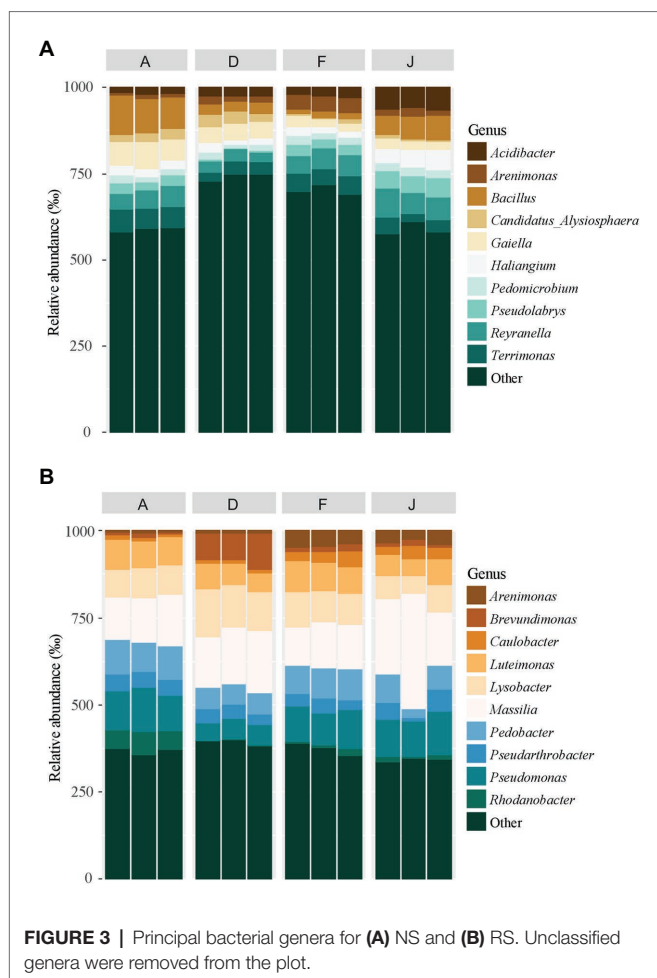 A
A D F J
1000
750
500
250
0
Relative abundance (‰)
Genus
Acidibacter
Arenimonas
Bacillus
Candidatus_Alysiosphaera
Gaiella
Haliangium
Pedomicrobium
Pseudolabrys
Reyranella
Terrimonas
Other
B
A D F J
1000
750
500
250
0
Relative abundance (‰)
Genus
Arenimonas
Brevundimonas
Caulobacter
Luteimonas
Lysobacter
Massilia
Pedobacter
Pseudarthrobacter
Pseudomonas
Rhodanobacter
Other
FIGURE 3 | Principal bacterial genera for (A) NS and (B) RS. Unclassified
genera were removed from the plot.